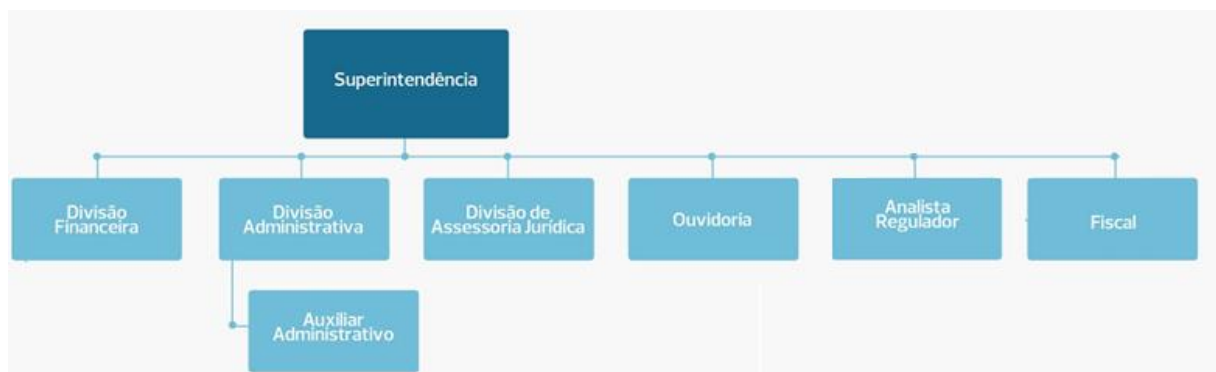 Superintendência
Divisão
Financeira
Divisão
Administrativa
Divisão de
Assessoria Jurídica
Ouvidoria
Analista
Regulador
Fiscal
Auxiliar
Administrativo